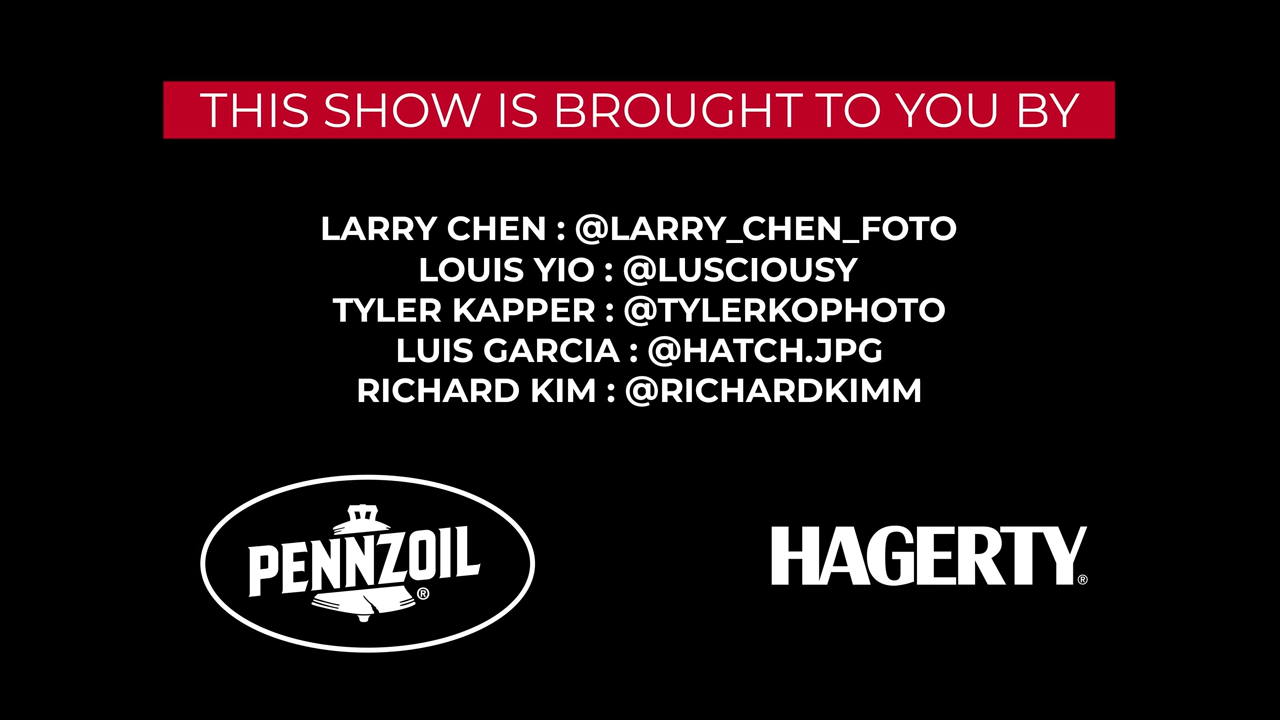 THIS SHOW IS BROUGHT TO YOU BY
LARRY CHEN : @LARRY_CHEN_FOTO
LOUIS YIO : @LUSCIOUSY
TYLER KAPPER : @TYLERKOPHOTO
LUIS GARCIA : @HATCH.JPG
RICHARD KIM : @RICHARDKIMM
PENNZOIL®
HAGERTY®